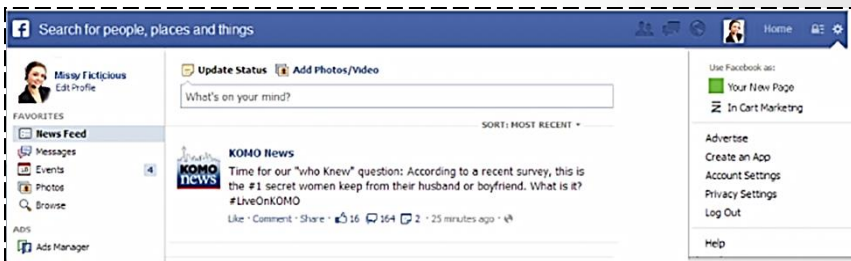 Search for people, places and things
Home
Missy Ficticious
Edit Profile
FAVORITES
News Feed
Messages
Events 4
Photos
Browse
ADS
Ads Manager
Update Status Add Photos/Video
What's on your mind?
SORT: MOST RECENT
KOMO News
KOMO news
Time for our "who Knew" question: According to a recent survey, this is
the #1 secret women keep from their husband or boyfriend. What is it?
#LiveOnKOMO
Like · Comment · Share · 16 164 2 · 25 minutes ago ·
Use Facebook as:
Your New Page
In Cart Marketng
Advertise
Create an App
Account Settings
Privacy Settings
Log Out
Help